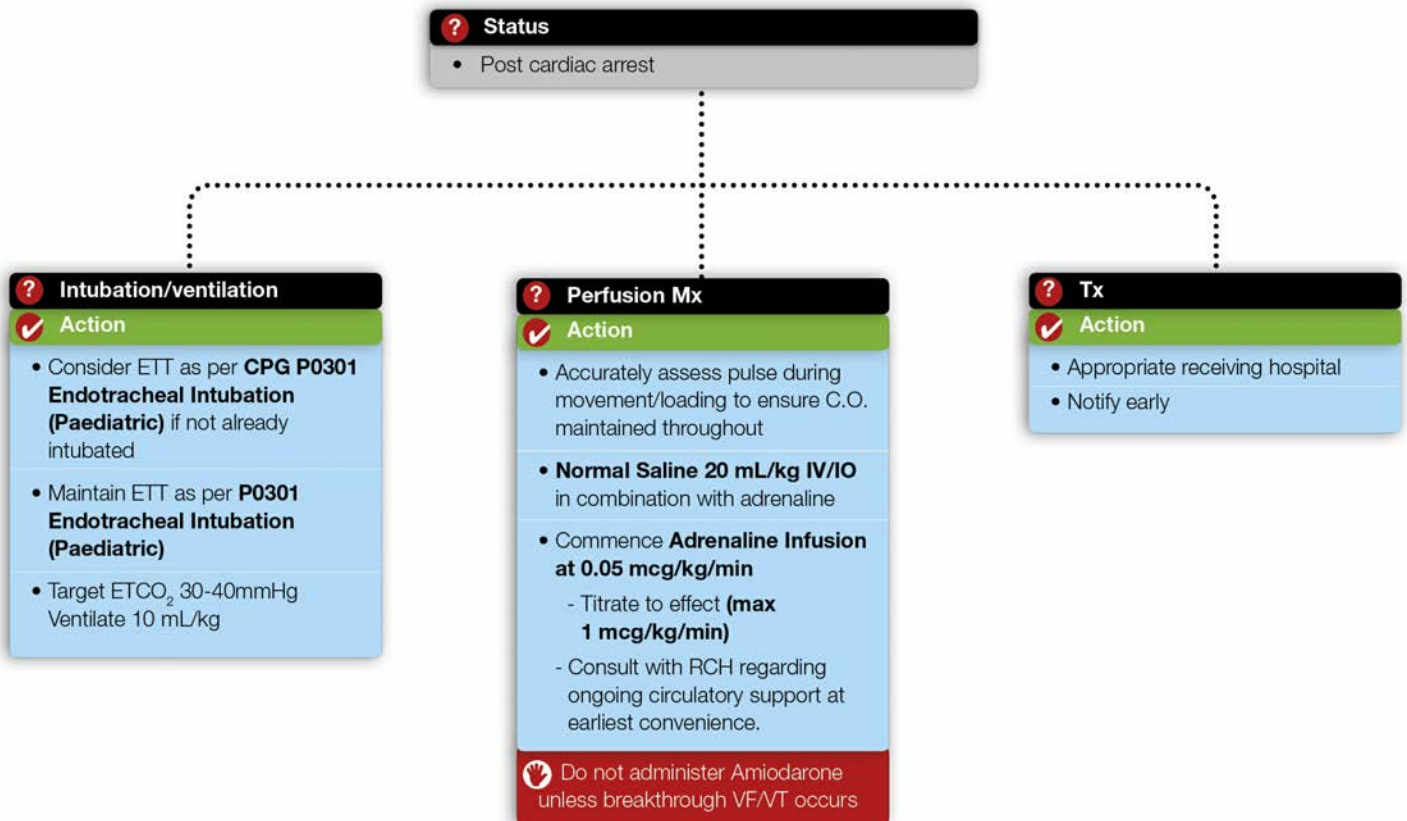 Status
• Post cardiac arrest
Intubation/ventilation
Action
• Consider ETT as per CPG P0301
Endotracheal Intubation
(Paediatric) if not already
intubated
• Maintain ETT as per P0301
Endotracheal Intubation
(Paediatric)
• Target ETCO₂ 30-40mmHg
Ventilate 10 mL/kg
Perfusion Mx
Action
• Accurately assess pulse during
movement/loading to ensure C.O.
maintained throughout
• Normal Saline 20 mL/kg IV/IO
in combination with adrenaline
• Commence Adrenaline Infusion
at 0.05 mcg/kg/min
- Titrate to effect (max
1 mcg/kg/min)
- Consult with RCH regarding
ongoing circulatory support at
earliest convenience.
Do not administer Amiodarone
unless breakthrough VF/VT occurs
Tx
Action
• Appropriate receiving hospital
• Notify early